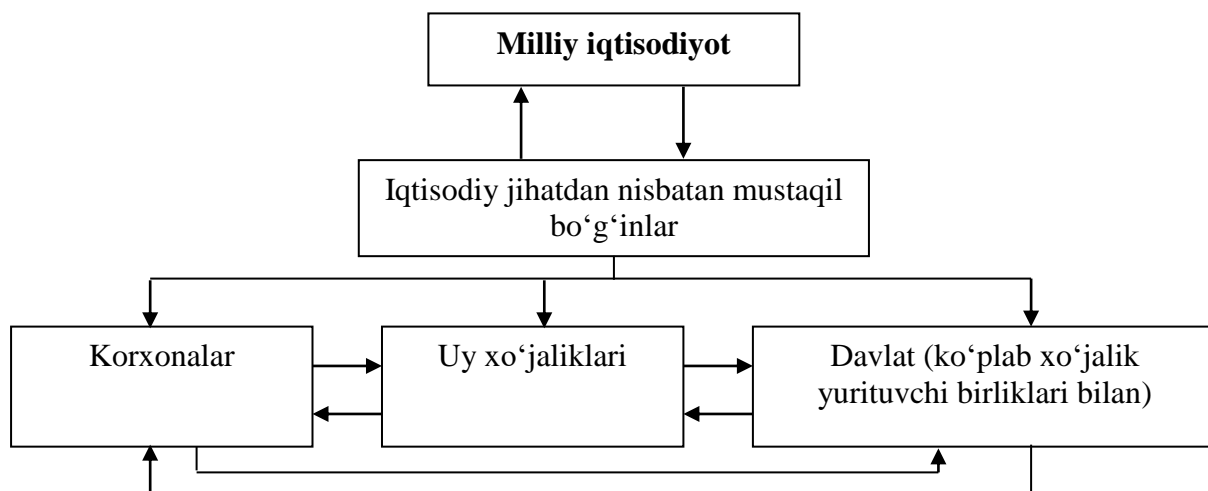 Milliy iqtisodiyot
Iqtisodiy jihatdan nisbatan mustaqil
bo‘g‘inlar
Korxonalar
Uy xo‘jaliklari
Davlat (ko‘plab xo‘jalik
yurituvchi birliklari bilan)